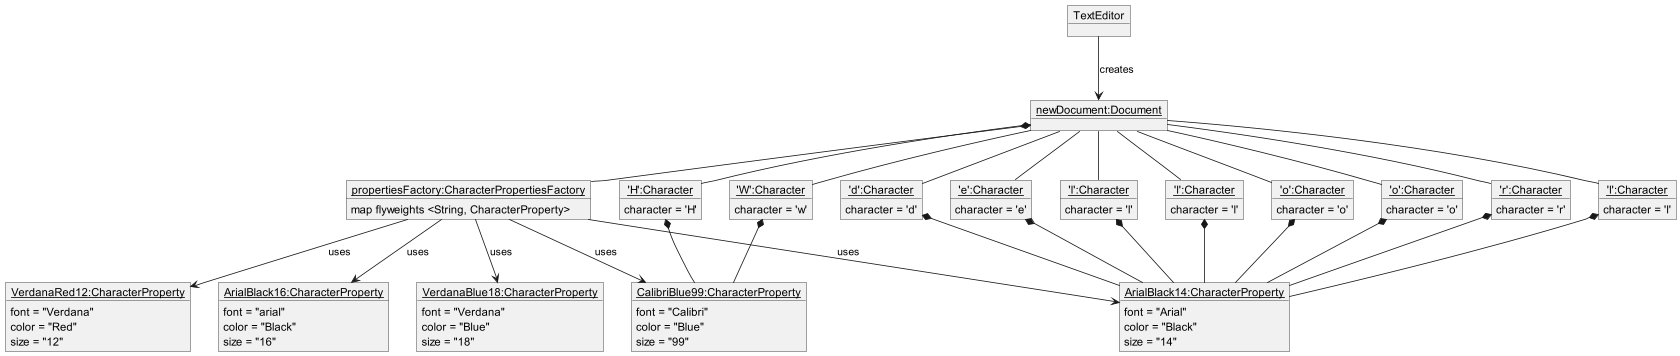 TextEditor
creates
newDocument:Document
propertiesFactory:CharacterPropertiesFactory
map flyweights <String, CharacterProperty>
'H':Character
character = 'H'
'W':Character
character = 'w'
'd':Character
character = 'd'
'e':Character
character = 'e'
'l':Character
character = 'l'
'l':Character
character = 'l'
'o':Character
character = 'o'
'o':Character
character = 'o'
'r':Character
character = 'r'
'l':Character
character = 'l'
uses
uses
uses
uses
uses
VerdanaRed12:CharacterProperty
font = "Verdana"
color = "Red"
size = "12"
ArialBlack16:CharacterProperty
font = "arial"
color = "Black"
size = "16"
VerdanaBlue18:CharacterProperty
font = "Verdana"
color = "Blue"
size = "18"
CalibriBlue99:CharacterProperty
font = "Calibri"
color = "Blue"
size = "99"
ArialBlack14:CharacterProperty
font = "Arial"
color = "Black"
size = "14"